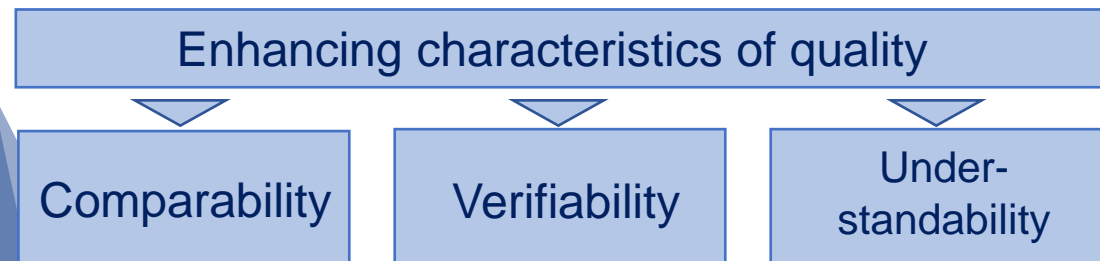 Enhancing characteristics of quality
Comparability
Verifiability
Under-
standability